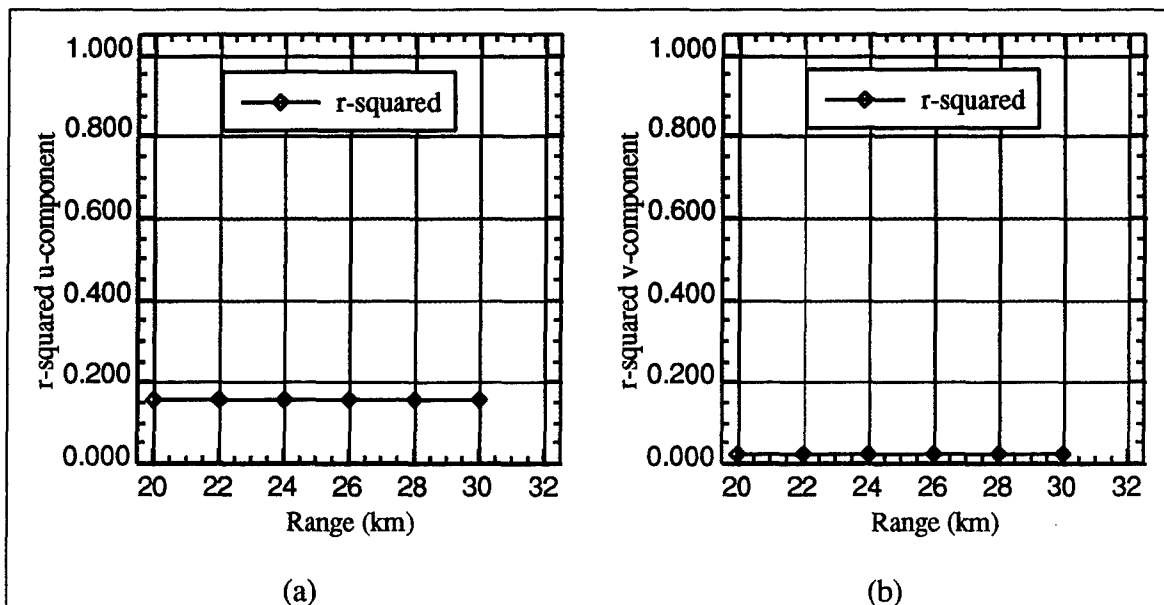 1.000
0.800
0.600
0.400
0.200
0.000
r-squared u-component
r-squared
20 22 24 26 28 30 32
Range (km)
(a)
1.000
0.800
0.600
0.400
0.200
0.000
r-squared v-component
r-squared
20 22 24 26 28 30 32
Range (km)
(b)